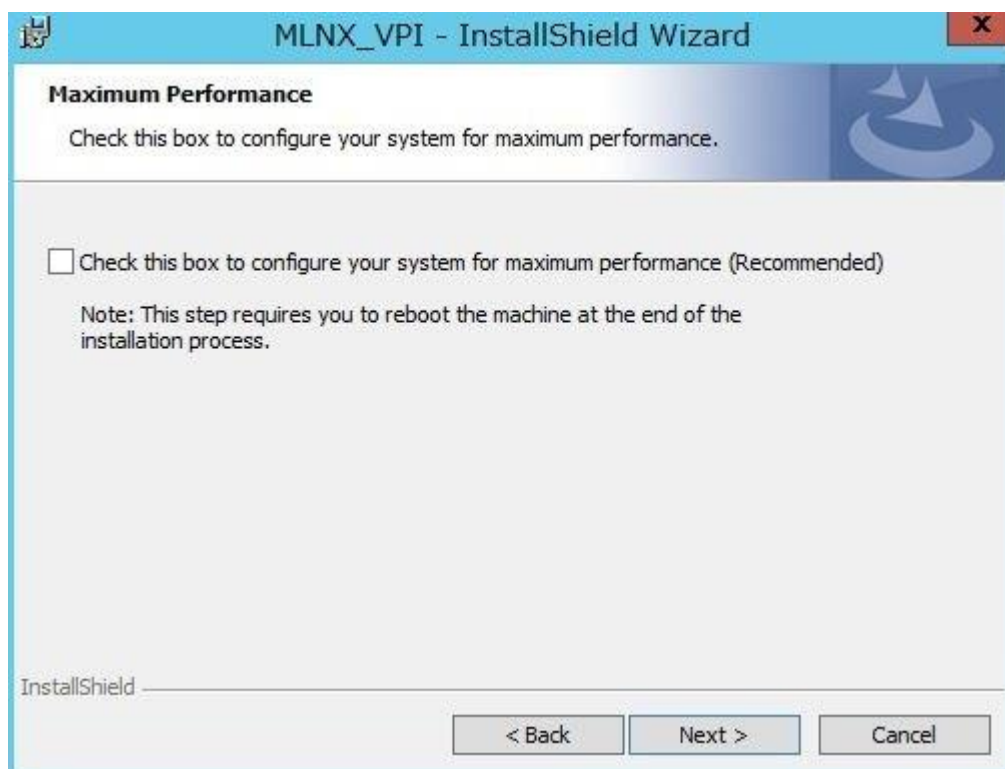 MLNX_VPI - InstallShield Wizard
x
Maximum Performance
Check this box to configure your system for maximum performance.
Check this box to configure your system for maximum performance (Recommended)
Note: This step requires you to reboot the machine at the end of the
installation process.
InstallShield
< Back Next > Cancel